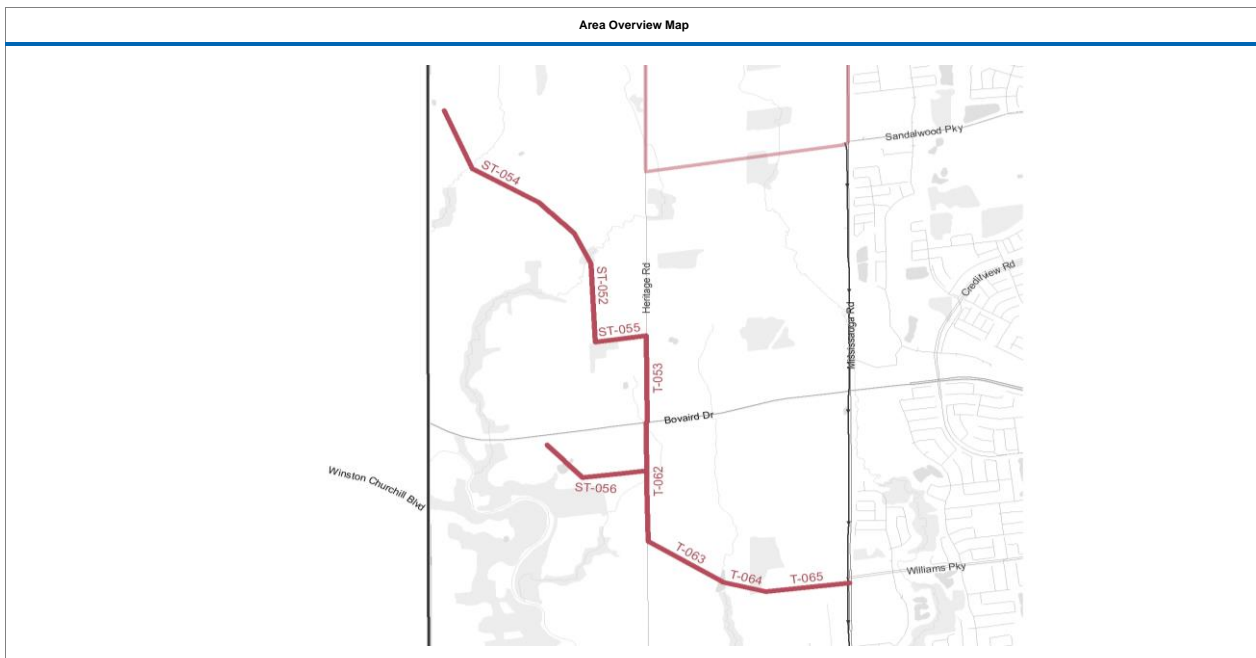 Area Overview Map
Sandalwood Pky
ST-054
Creditview Rd
Heritage Rd
ST-052
Mississauga Rd
ST-055
T-053
Bovaird Dr
Winston Churchill Blvd
T-062
ST-056
T-063
Williams Pky
T-064
T-065